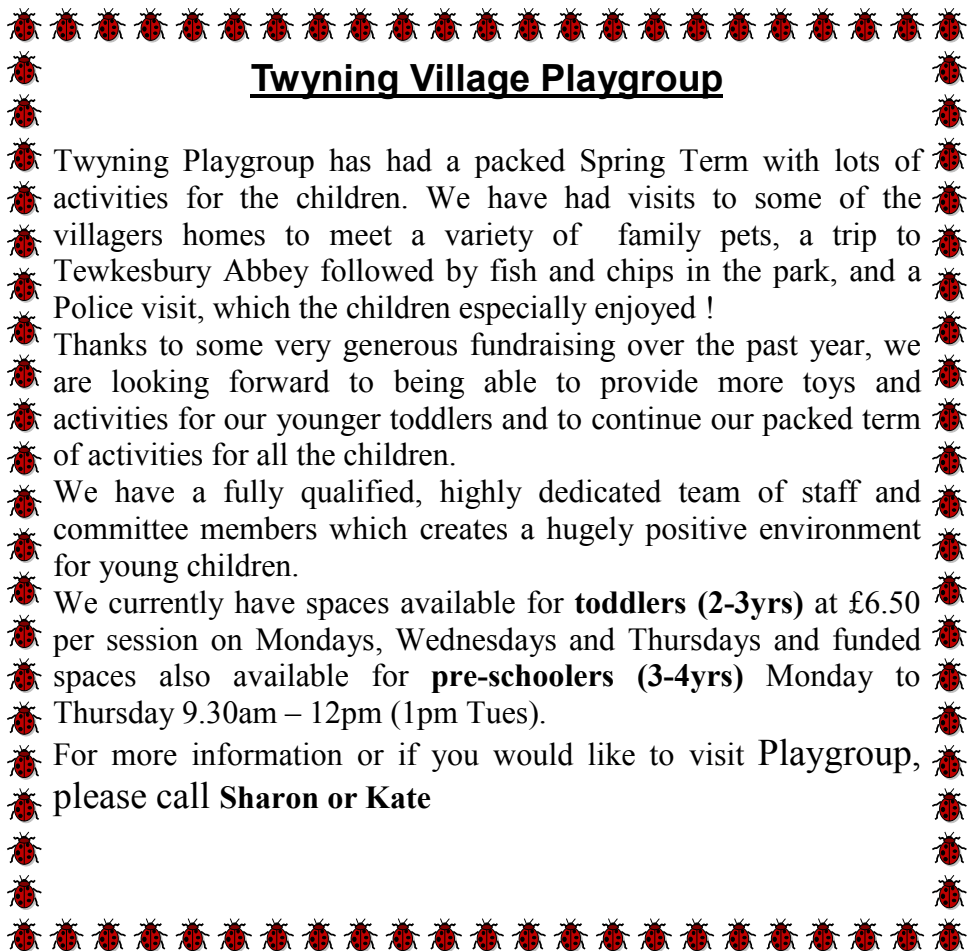 Twyning Village Playgroup
Twyning Playgroup has had a packed Spring Term with lots of
activities for the children. We have had visits to some of the
villagers homes to meet a variety of family pets, a trip to
Tewkesbury Abbey followed by fish and chips in the park, and a
Police visit, which the children especially enjoyed !
Thanks to some very generous fundraising over the past year, we
are looking forward to being able to provide more toys and
activities for our younger toddlers and to continue our packed term
of activities for all the children.
We have a fully qualified, highly dedicated team of staff and
committee members which creates a hugely positive environment
for young children.
We currently have spaces available for toddlers (2-3yrs) at £6.50
per session on Mondays, Wednesdays and Thursdays and funded
spaces also available for pre-schoolers (3-4yrs) Monday to
Thursday 9.30am – 12pm (1pm Tues).
For more information or if you would like to visit Playgroup,
please call Sharon or Kate